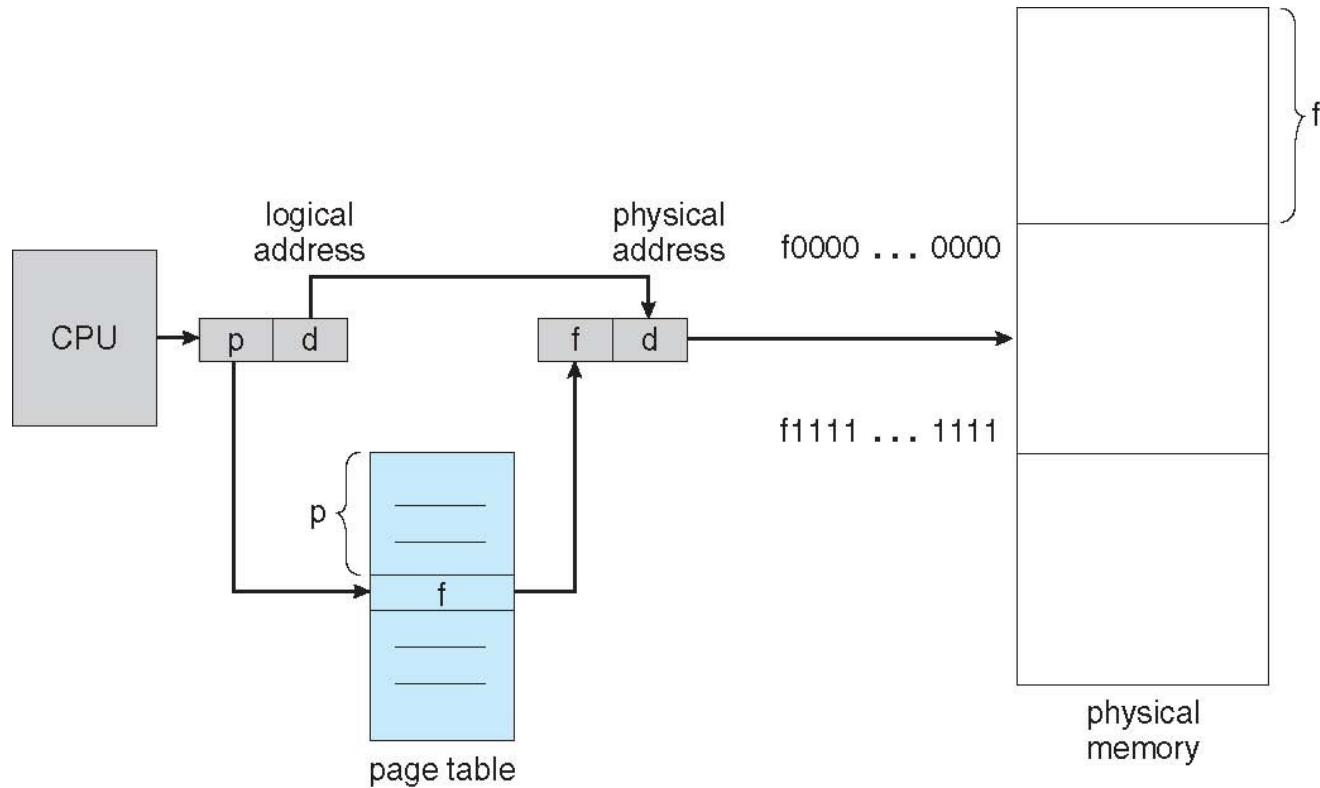 f
logical
address
physical
address
f0000 ... 0000
CPU
p d
f d
f1111 ... 1111
p
f
physical
memory
page table